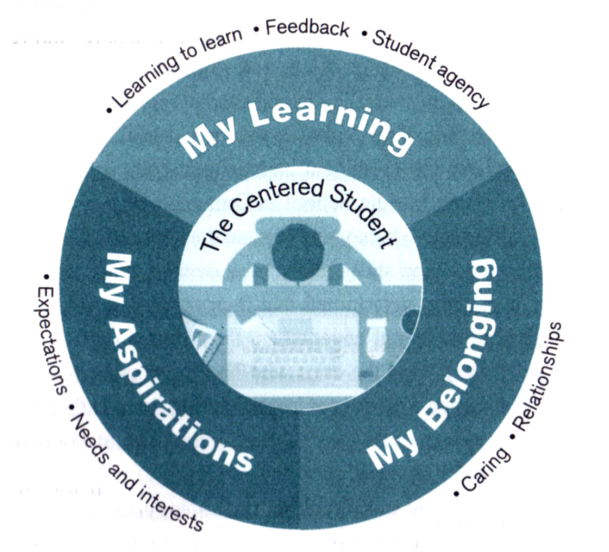 • Learning to learn • Feedback • Student agency
My Learning
The Centered Student
My Aspirations
My Belonging
• Expectations • Needs and interests
• Caring • Relationships